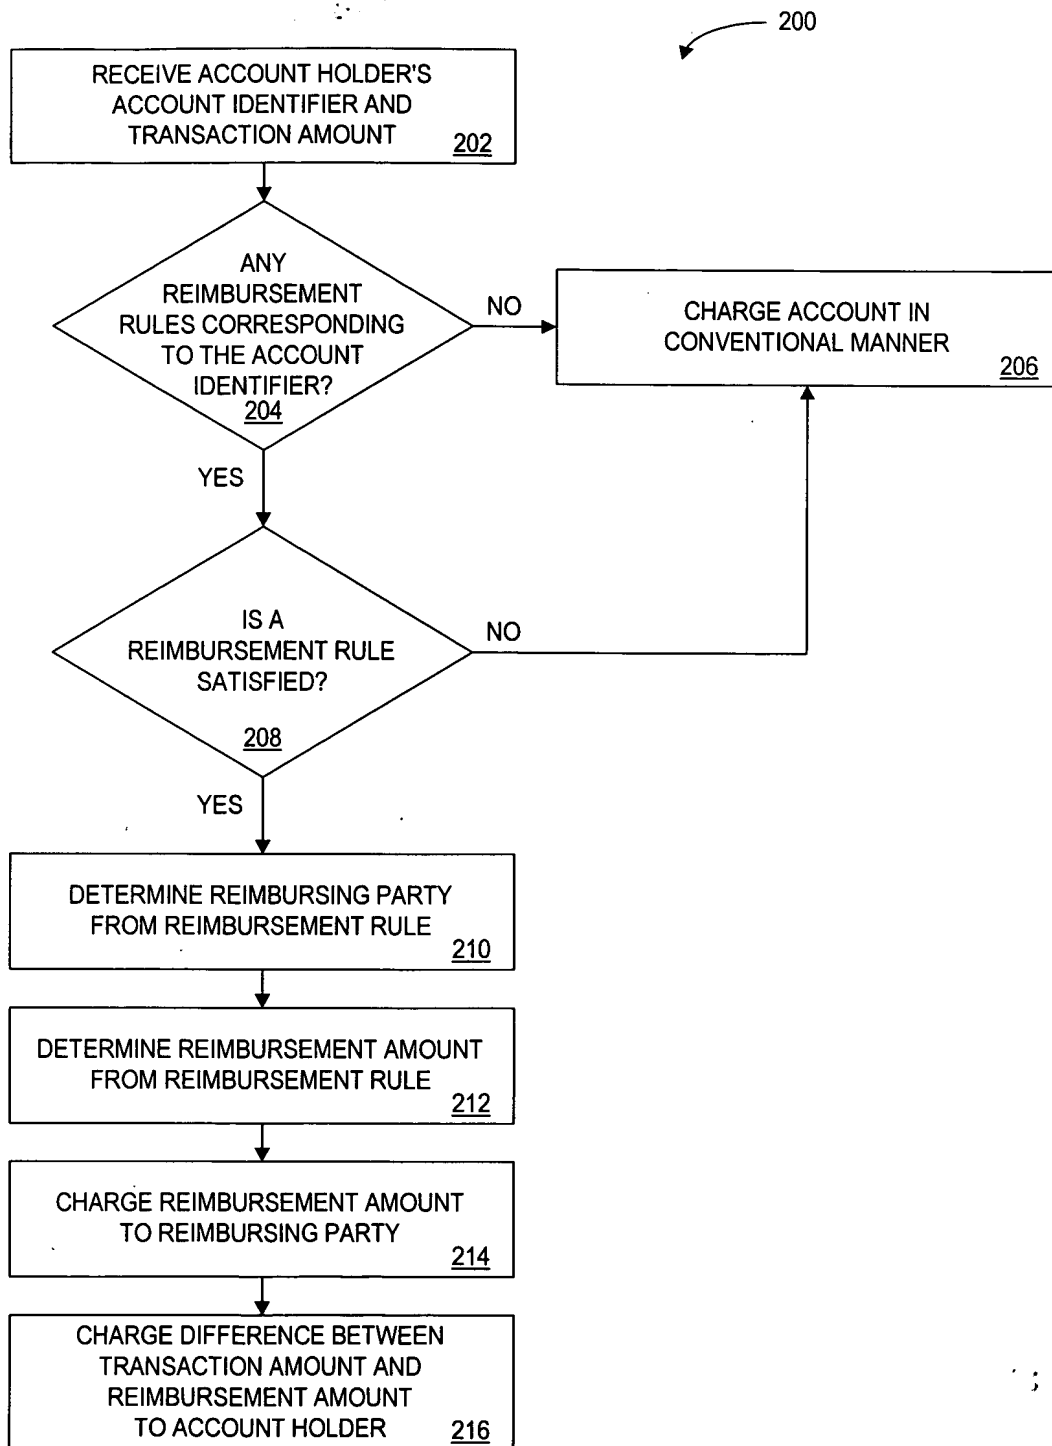 200
RECEIVE ACCOUNT HOLDER'S
ACCOUNT IDENTIFIER AND
TRANSACTION AMOUNT
202
ANY
REIMBURSEMENT
RULES CORRESPONDING
TO THE ACCOUNT
IDENTIFIER?
204
NO
CHARGE ACCOUNT IN
CONVENTIONAL MANNER
206
YES
IS A
REIMBURSEMENT RULE
SATISFIED?
208
NO
YES
DETERMINE REIMBURSING PARTY
FROM REIMBURSEMENT RULE
210
DETERMINE REIMBURSEMENT AMOUNT
FROM REIMBURSEMENT RULE
212
CHARGE REIMBURSEMENT AMOUNT
TO REIMBURSING PARTY
214
CHARGE DIFFERENCE BETWEEN
TRANSACTION AMOUNT AND
REIMBURSEMENT AMOUNT
TO ACCOUNT HOLDER
216